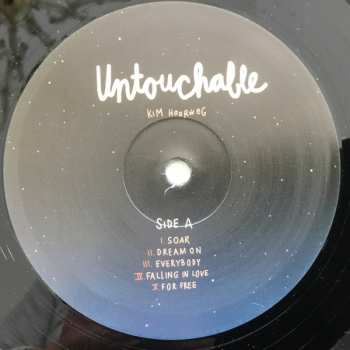 Untouchable
KIM HOORWEG
SIDE A
I. SOAR
II. DREAM ON
III. EVERYBODY
IV. FALLING IN LOVE
V. FOR FREE